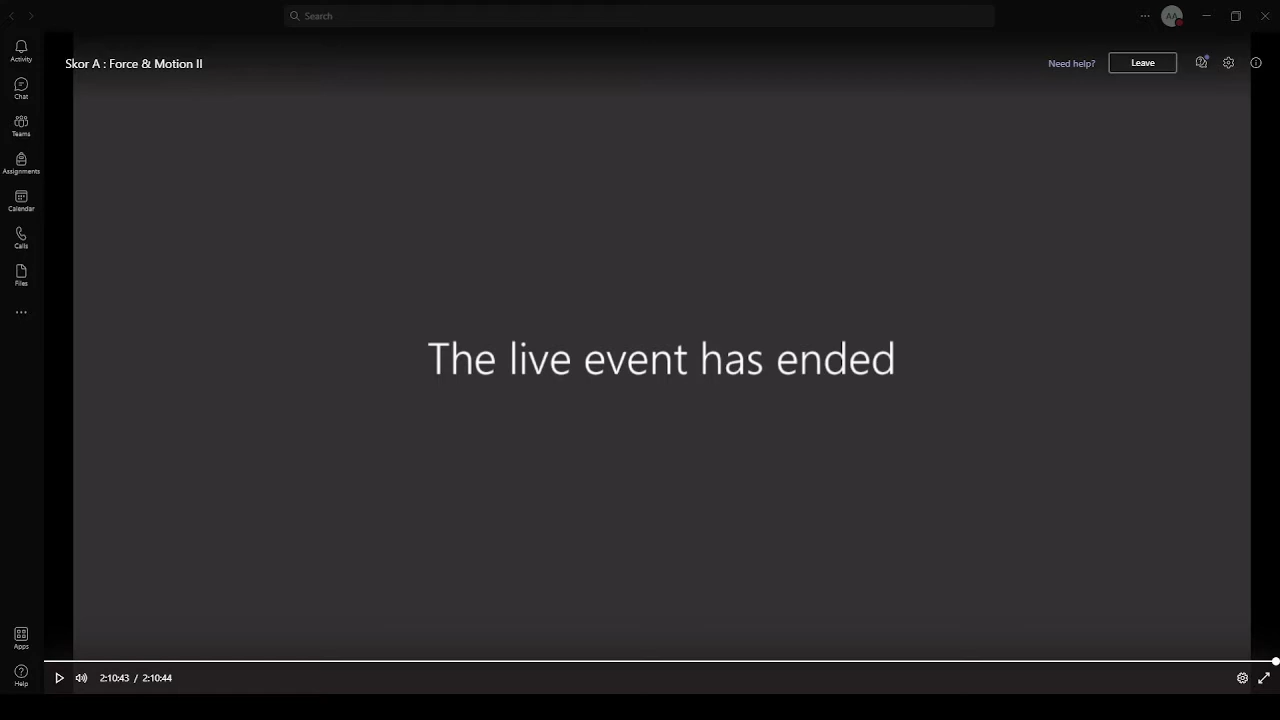 Search
AA
Activity
Skor A : Force & Motion II
Need help?
Leave
Chat
Teams
Assignments
Calendar
Calls
Files
The live event has ended
Apps
Help
2:10:43 / 2:10:44